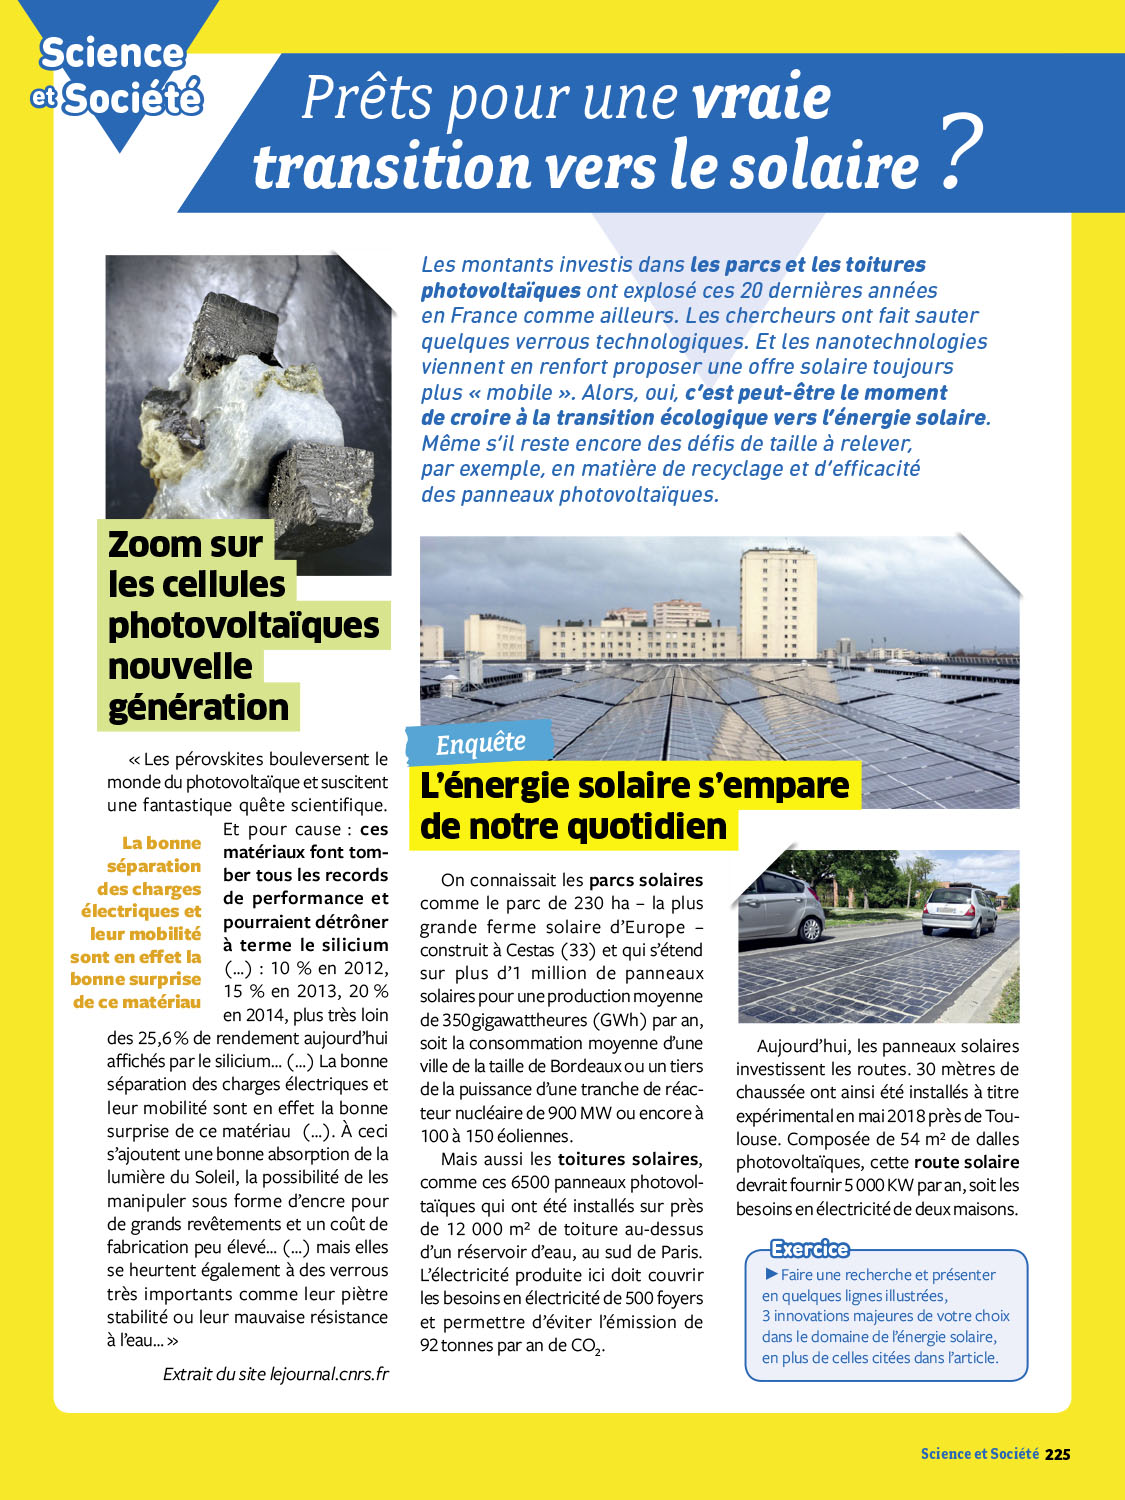 Science
et Société
Prêts pour une vraie
transition vers le solaire ?
Les montants investis dans les parcs et les toitures
photovoltaïques ont explosé ces 20 dernières années
en France comme ailleurs. Les chercheurs ont fait sauter
quelques verrous technologiques. Et les nanotechnologies
viennent en renfort proposer une offre solaire toujours
plus « mobile ». Alors, oui, c’est peut-être le moment
de croire à la transition écologique vers l’énergie solaire.
Même s’il reste encore des défis de taille à relever,
par exemple, en matière de recyclage et d’efficacité
des panneaux photovoltaïques.
Zoom sur
les cellules
photovoltaïques
nouvelle
génération
« Les pérovskites bouleversent le
monde du photovoltaïque et suscitent
une fantastique quête scientifique.
Et pour cause : ces
matériaux font tom-
ber tous les records
de performance et
pourraient détrôner
à terme le silicium
(…) : 10 % en 2012,
15 % en 2013, 20 %
en 2014, plus très loin
des 25,6 % de rendement aujourd’hui
affichés par le silicium… (…) La bonne
séparation des charges électriques et
leur mobilité sont en effet la bonne
surprise de ce matériau (…). À ceci
s’ajoutent une bonne absorption de la
lumière du Soleil, la possibilité de les
manipuler sous forme d’encre pour
de grands revêtements et un coût de
fabrication peu élevé… (…) mais elles
se heurtent également à des verrous
très importants comme leur piètre
stabilité ou leur mauvaise résistance
à l’eau… »
Extrait du site lejournal.cnrs.fr
La bonne
séparation
des charges
électriques et
leur mobilité
sont en effet la
bonne surprise
de ce matériau
Enquête
L’énergie solaire s’empare
de notre quotidien
On connaissait les parcs solaires
comme le parc de 230 ha – la plus
grande ferme solaire d’Europe –
construit à Cestas (33) et qui s’étend
sur plus d’1 million de panneaux
solaires pour une production moyenne
de 350 gigawattheures (GWh) par an,
soit la consommation moyenne d’une
ville de la taille de Bordeaux ou un tiers
de la puissance d’une tranche de réac-
teur nucléaire de 900 MW ou encore à
100 à 150 éoliennes.
Mais aussi les toitures solaires,
comme ces 6500 panneaux photovol-
taïques qui ont été installés sur près
de 12 000 m² de toiture au-dessus
d’un réservoir d’eau, au sud de Paris.
L’électricité produite ici doit couvrir
les besoins en électricité de 500 foyers
et permettre d’éviter l’émission de
92 tonnes par an de CO₂.
Aujourd’hui, les panneaux solaires
investissent les routes. 30 mètres de
chaussée ont ainsi été installés à titre
expérimental en mai 2018 près de Tou-
louse. Composée de 54 m² de dalles
photovoltaïques, cette route solaire
devrait fournir 5 000 KW par an, soit les
besoins en électricité de deux maisons.
Exercice
►Faire une recherche et présenter
en quelques lignes illustrées,
3 innovations majeures de votre choix
dans le domaine de l’énergie solaire,
en plus de celles citées dans l’article.
Science et Société 225